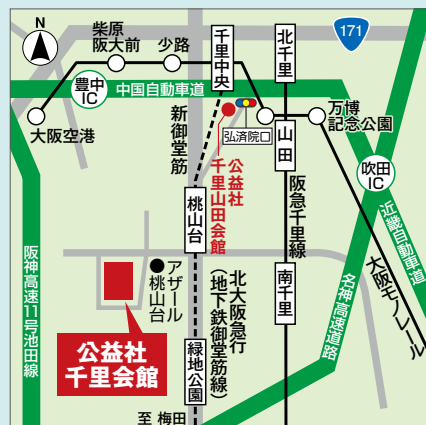 N
柴原
阪大前
少路
千里中央
北千里
171
豊中
IC
中国自動車道
大阪空港
新御堂筋
弘済院口
山田
万博
記念公園
公益社
千里山田会館
吹田
IC
桃山台
阪急千里線
近畿自動車道
阪神高速11号池田線
アザール
桃山台
北大阪急行
（地下鉄御堂筋線）
南千里
名神高速道路
大阪モノレール
公益社
千里会館
緑地公園
至 梅田